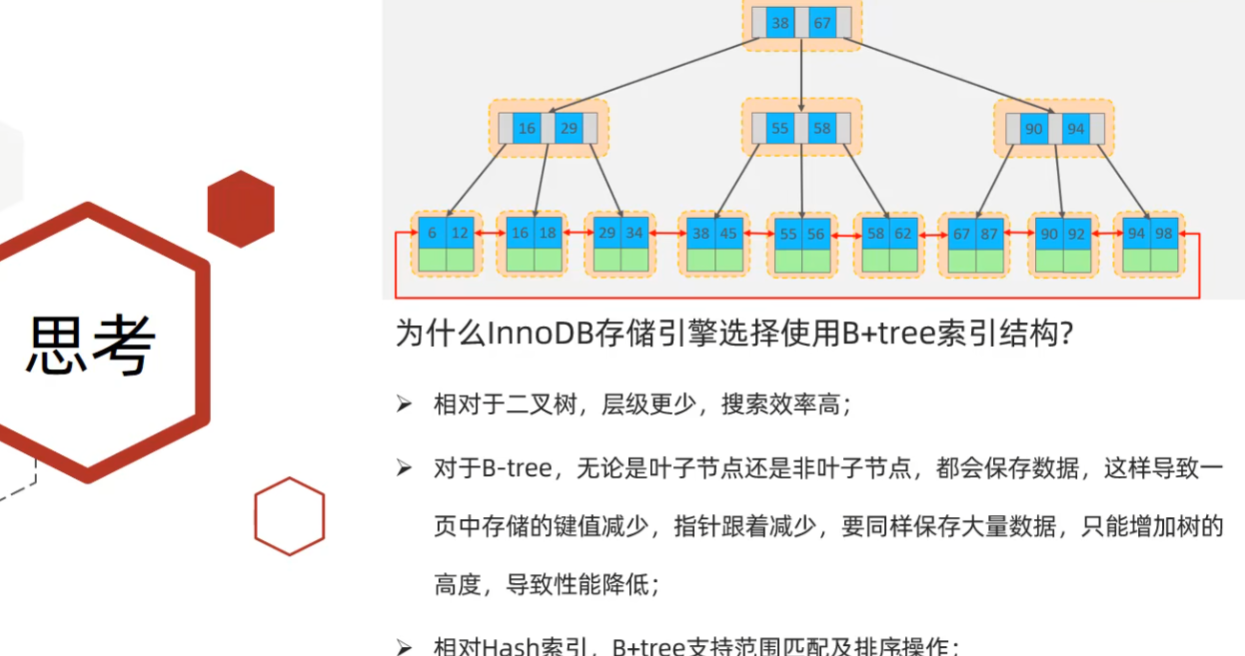 38 67
16 29 55 58 90 94
6 12 16 18 29 34 38 45 55 56 58 62 67 87 90 92 94 98
思考
为什么InnoDB存储引擎选择使用B+tree索引结构?
相对于二叉树，层级更少，搜索效率高；
对于B-tree，无论是叶子节点还是非叶子节点，都会保存数据，这样导致一
页中存储的键值减少，指针跟着减少，要同样保存大量数据，只能增加树的
高度，导致性能降低；
相对Hash索引，B+tree支持范围匹配及排序操作；